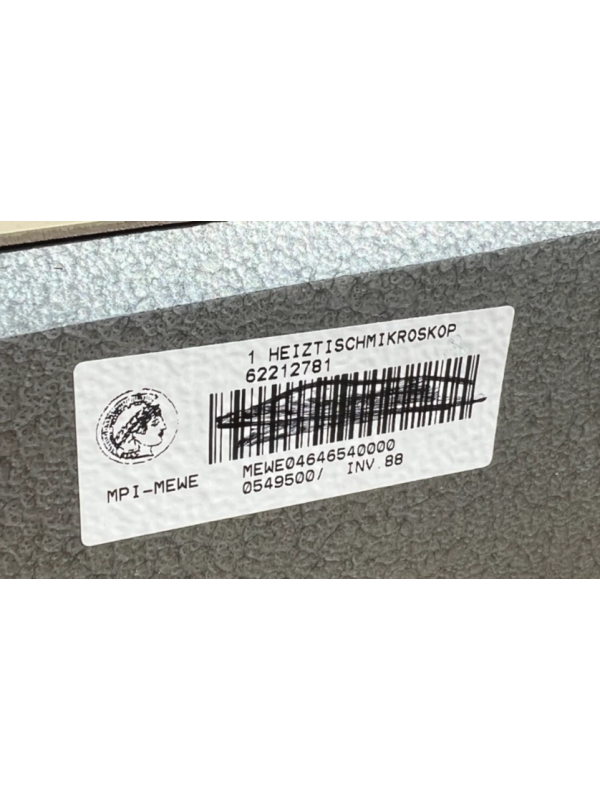 1 HEIZTISCHMIKROSKOP
62212781
MPI-MEWE
MEWE04646540000
0549500/ INV.88